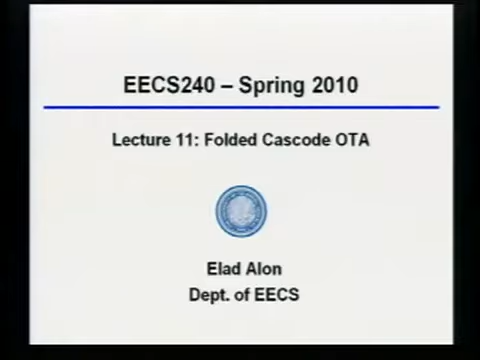 EECS240 – Spring 2010
Lecture 11: Folded Cascode OTA
Elad Alon
Dept. of EECS